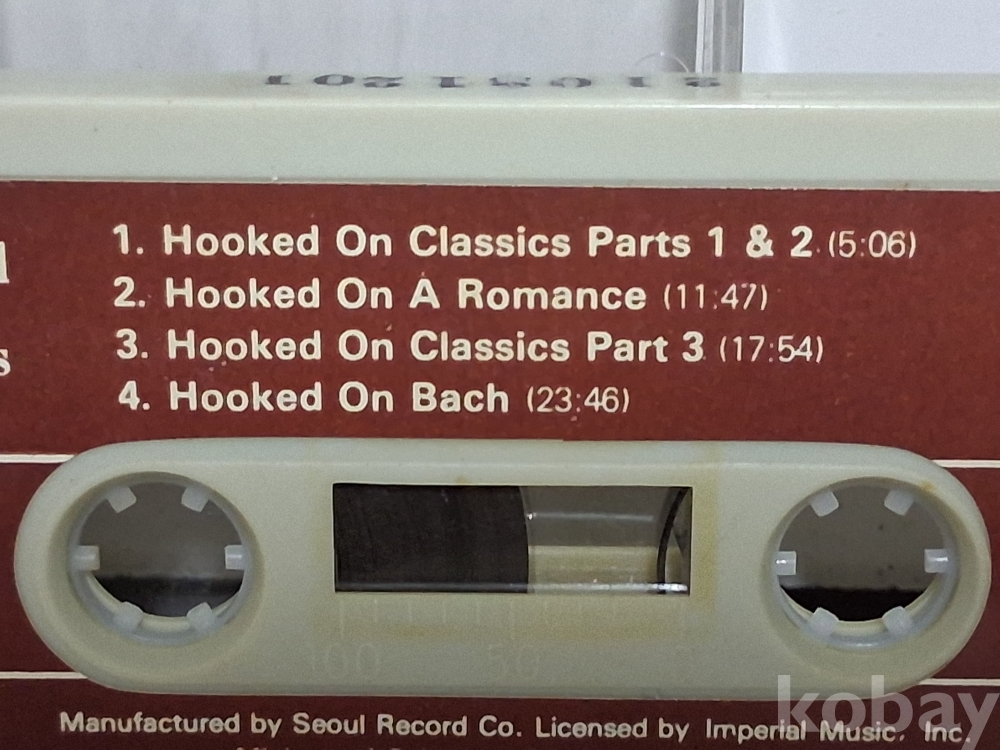 1. Hooked On Classics Parts 1 & 2 (5:06)
2. Hooked On A Romance (11:47)
3. Hooked On Classics Part 3 (17:54)
4. Hooked On Bach (23:46)
100 50
kobay
Manufactured by Seoul Record Co. Licensed by Imperial Music, Inc.